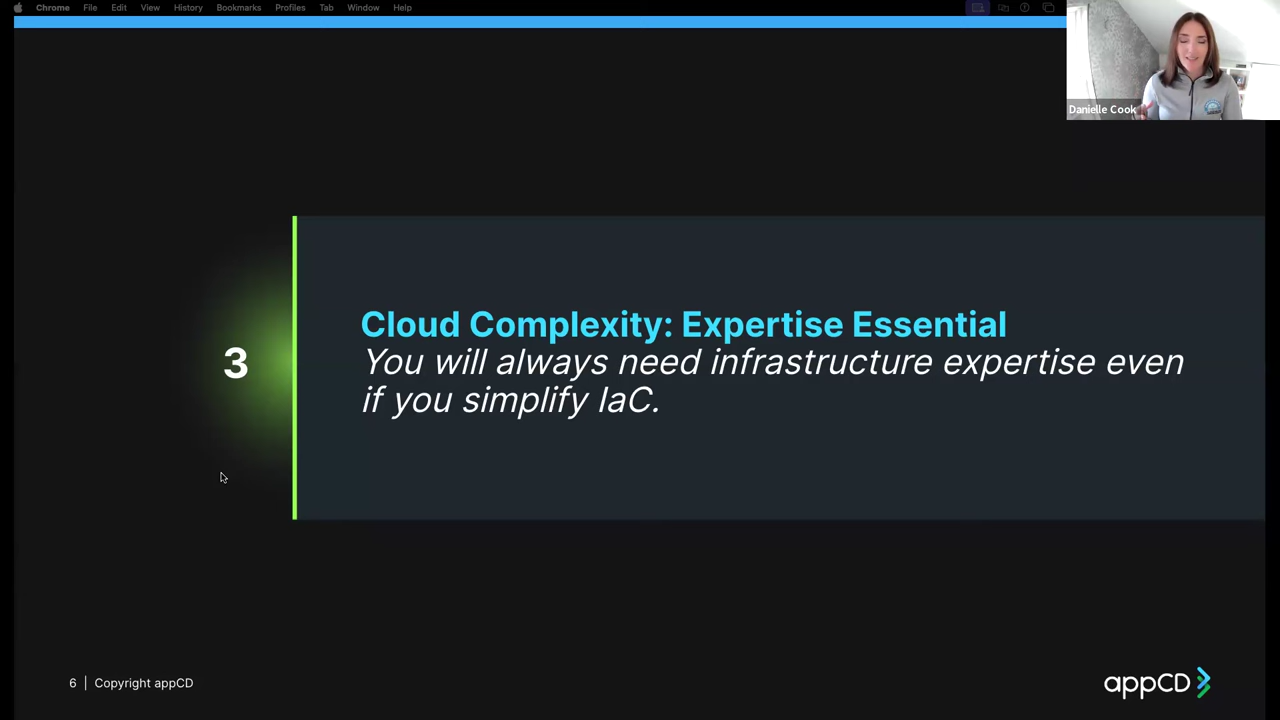 Chrome File Edit View History Bookmarks Profiles Tab Window Help
Danielle Cook
3
Cloud Complexity: Expertise Essential
You will always need infrastructure expertise even
if you simplify IaC.
6 | Copyright appCD
appCD